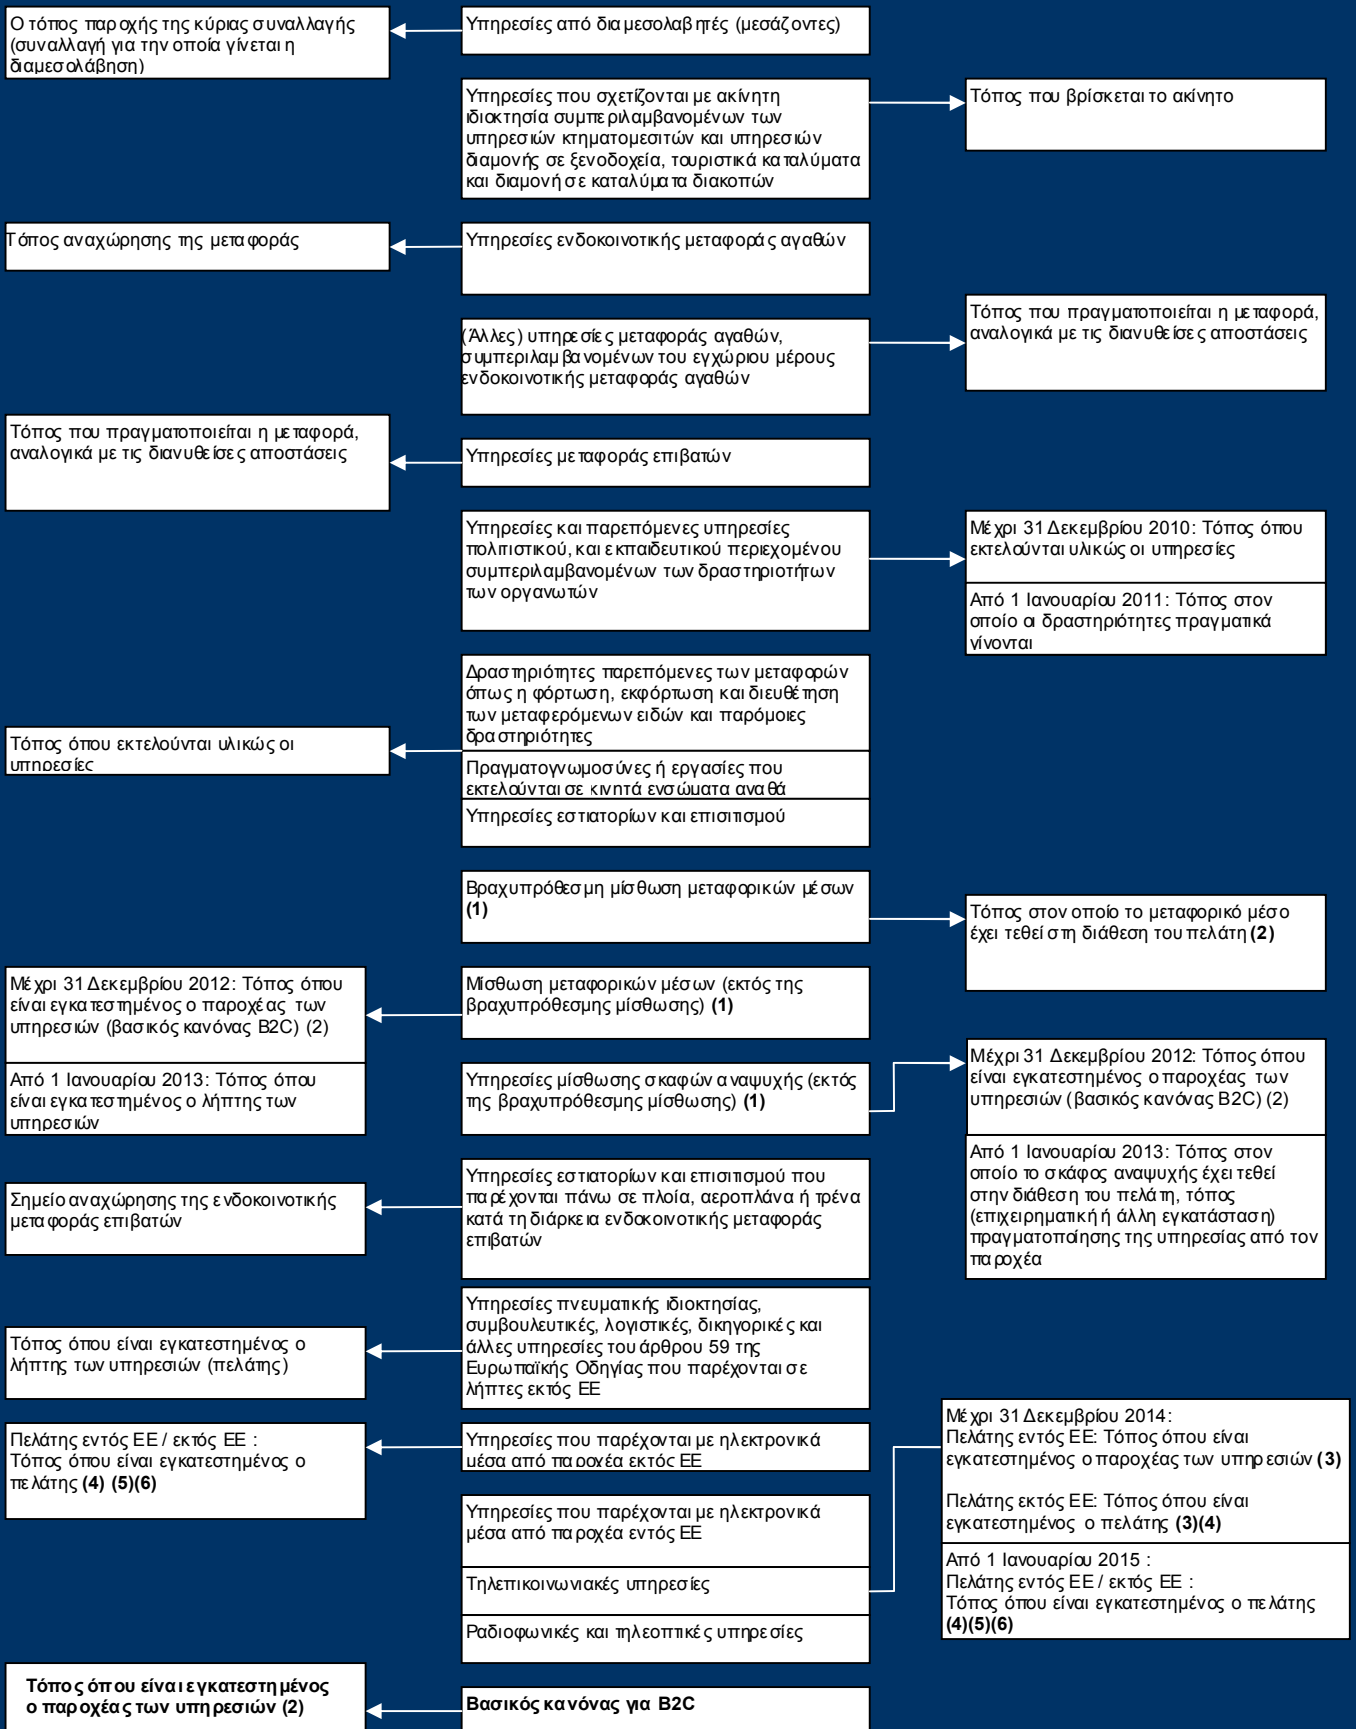 Ο τόπος παροχής της κύριας συναλλαγής
(συναλλαγή για την οποία γίνεται η
διαμεσολάβηση)
Υπηρεσίες από διαμεσολαβητές (μεσάζοντες)
Υπηρεσίες που σχετίζονται με ακίνητη
ιδιοκτησία συμπεριλαμβανομένων των
υπηρεσιών κτηματομεσιτών και υπηρεσιών
διαμονής σε ξενοδοχεία, τουριστικά καταλύματα
και διαμονή σε καταλύματα διακοπών
Τόπος που βρίσκεται το ακίνητο
Τόπος αναχώρησης της μεταφοράς
Υπηρεσίες ενδοκοινοτικής μεταφοράς αγαθών
(Άλλες) υπηρεσίες μεταφοράς αγαθών,
συμπεριλαμβανομένων του εγχώριου μέρους
ενδοκοινοτικής μεταφοράς αγαθών
Τόπος που πραγματοποιείται η μεταφορά,
αναλογικά με τις διανυθείσες αποστάσεις
Τόπος που πραγματοποιείται η μεταφορά,
αναλογικά με τις διανυθείσες αποστάσεις
Υπηρεσίες μεταφοράς επιβατών
Υπηρεσίες και παρεπόμενες υπηρεσίες
πολιτιστικού, και εκπαιδευτικού περιεχομένου
συμπεριλαμβανομένων των δραστηριοτήτων
των οργανωτών
Μέχρι 31 Δεκεμβρίου 2010: Τόπος όπου
εκτελούνται υλικώς οι υπηρεσίες
Από 1 Ιανουαρίου 2011: Τόπος στον
οποίο οι δραστηριότητες πραγματικά
γίνονται
Δραστηριότητες παρεπόμενες των μεταφορών
όπως η φόρτωση, εκφόρτωση και διευθέτηση
των μεταφερόμενων ειδών και παρόμοιες
δραστηριότητες
Τόπος όπου εκτελούνται υλικώς οι
υπηρεσίες
Πραγματογνωμοσύνες ή εργασίες που
εκτελούνται σε κινητά ενσώματα αγαθά
Υπηρεσίες εστιατορίων και επισιτισμού
Βραχυπρόθεσμη μίσθωση μεταφορικών μέσων
(1)
Τόπος στον οποίο το μεταφορικό μέσο
έχει τεθεί στη διάθεση του πελάτη (2)
Μέχρι 31 Δεκεμβρίου 2012: Τόπος όπου
είναι εγκατεστημένος ο παροχέας των
υπηρεσιών (βασικός κανόνας B2C) (2)
Από 1 Ιανουαρίου 2013: Τόπος όπου
είναι εγκατεστημένος ο λήπτης των
υπηρεσιών
Μίσθωση μεταφορικών μέσων (εκτός της
βραχυπρόθεσμης μίσθωσης) (1)
Υπηρεσίες μίσθωσης σκαφών αναψυχής (εκτός
της βραχυπρόθεσμης μίσθωσης) (1)
Μέχρι 31 Δεκεμβρίου 2012: Τόπος όπου
είναι εγκατεστημένος ο παροχέας των
υπηρεσιών (βασικός κανόνας B2C) (2)
Από 1 Ιανουαρίου 2013: Τόπος στον
οποίο το σκάφος αναψυχής έχει τεθεί
στην διάθεση του πελάτη, τόπος
(επιχειρηματική ή άλλη εγκατάσταση)
πραγματοποίησης της υπηρεσίας από τον
παροχέα
Σημείο αναχώρησης της ενδοκοινοτικής
μεταφοράς επιβατών
Υπηρεσίες εστιατορίων και επισιτισμού που
παρέχονται πάνω σε πλοία, αεροπλάνα ή τρένα
κατά τη διάρκεια ενδοκοινοτικής μεταφοράς
επιβατών
Τόπος όπου είναι εγκατεστημένος ο
λήπτης των υπηρεσιών (πελάτης)
Υπηρεσίες πνευματικής ιδιοκτησίας,
συμβουλευτικές, λογιστικές, δικηγορικές και
άλλες υπηρεσίες του άρθρου 59 της
Ευρωπαϊκής Οδηγίας που παρέχονται σε
λήπτες εκτός ΕΕ
Πελάτης εντός ΕΕ / εκτός ΕΕ :
Τόπος όπου είναι εγκατεστημένος ο
πελάτης (4) (5)(6)
Υπηρεσίες που παρέχονται με ηλεκτρονικά
μέσα από παροχέα εκτός ΕΕ
Υπηρεσίες που παρέχονται με ηλεκτρονικά
μέσα από παροχέα εντός ΕΕ
Τηλεπικοινωνιακές υπηρεσίες
Ραδιοφωνικές και τηλεοπτικές υπηρεσίες
Μέχρι 31 Δεκεμβρίου 2014:
Πελάτης εντός ΕΕ: Τόπος όπου είναι
εγκατεστημένος ο παροχέας των υπηρεσιών (3)
Πελάτης εκτός ΕΕ: Τόπος όπου είναι
εγκατεστημένος ο πελάτης (3)(4)
Από 1 Ιανουαρίου 2015 :
Πελάτης εντός ΕΕ / εκτός ΕΕ :
Τόπος όπου είναι εγκατεστημένος ο πελάτης
(4)(5)(6)
Τόπος όπου είναι εγκατεστημένος
ο παροχέας των υπηρεσιών (2)
Βασικός κανόνας για B2C